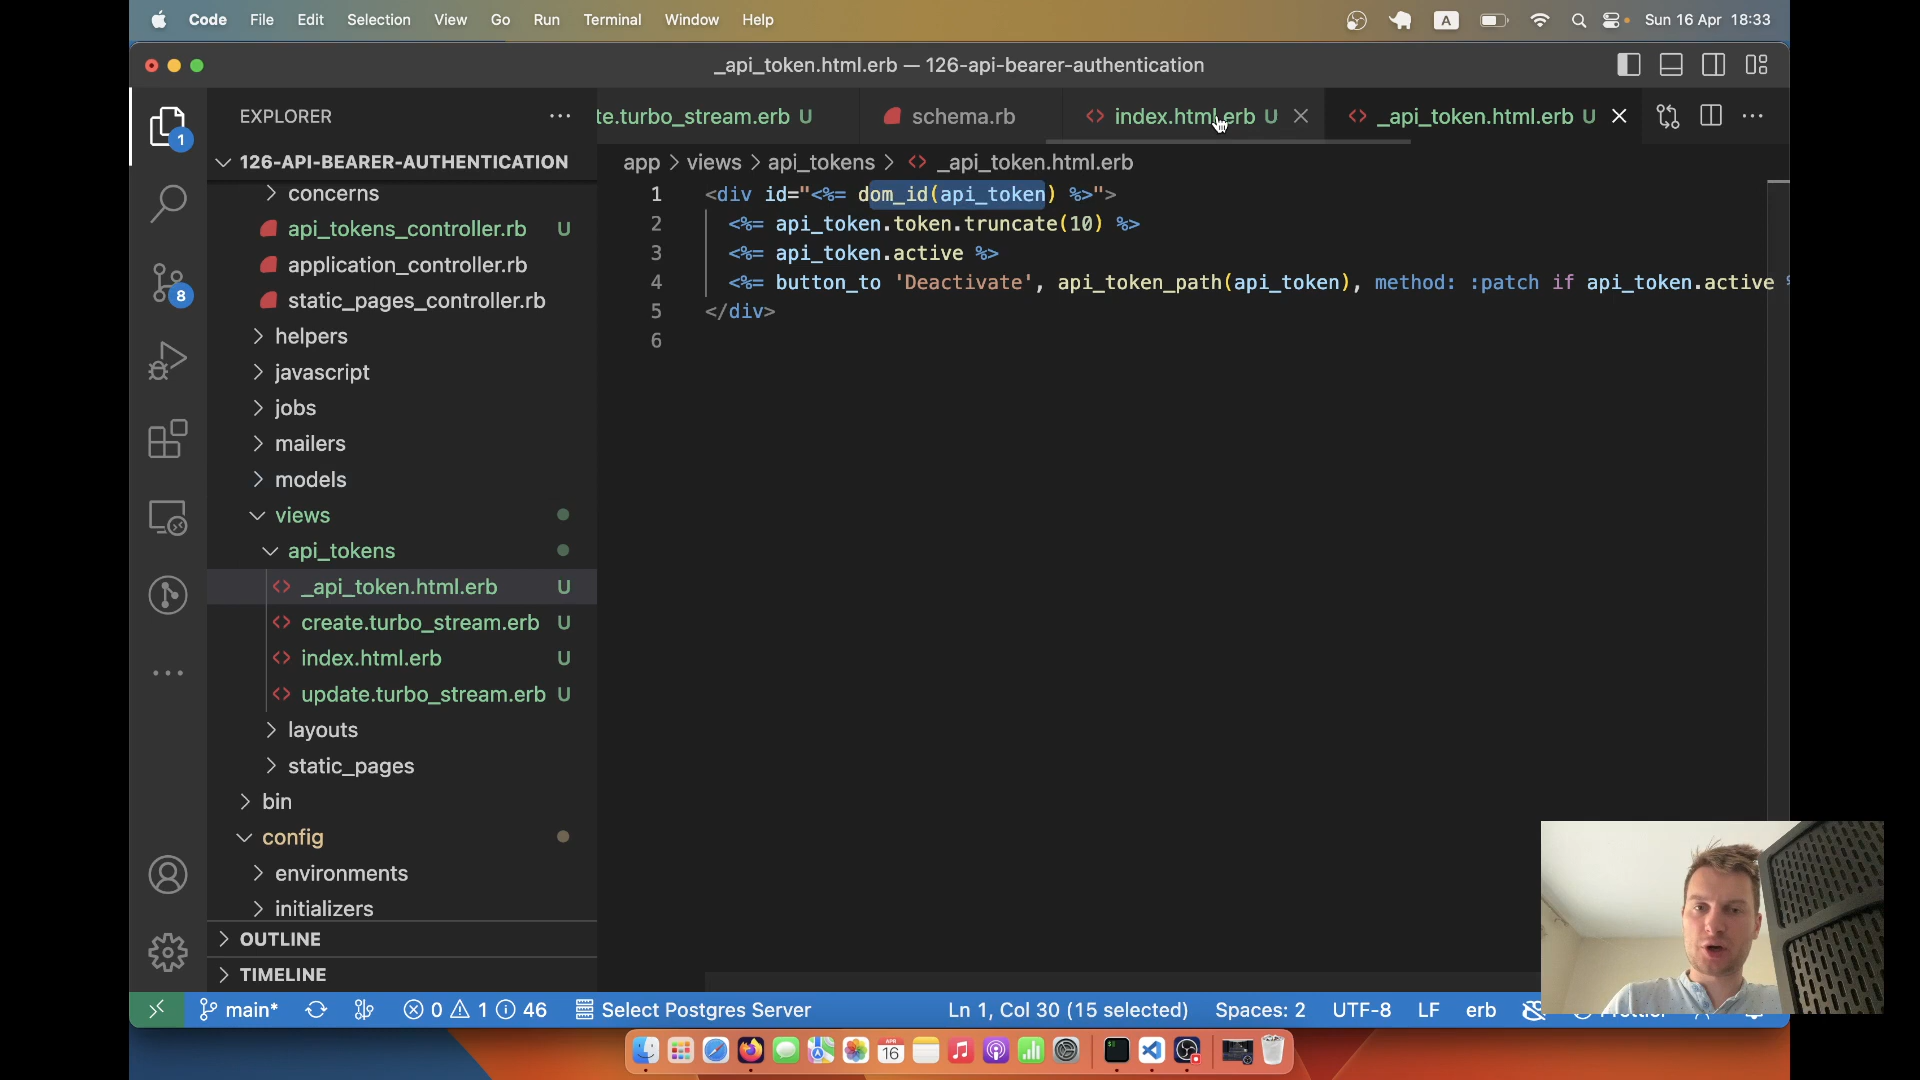 Code File Edit Selection View Go Run Terminal Window Help A Sun 16 Apr 18:33
_api_token.html.erb — 126-api-bearer-authentication
EXPLORER
te.turbo_stream.erb U schema.rb index.html.erb U _api_token.html.erb U
1
126-API-BEARER-AUTHENTICATION
app > views > api_tokens > _api_token.html.erb
concerns
api_tokens_controller.rb U
application_controller.rb
static_pages_controller.rb
helpers
javascript
jobs
mailers
models
views
api_tokens
_api_token.html.erb U
create.turbo_stream.erb U
index.html.erb U
update.turbo_stream.erb U
layouts
static_pages
bin
config
environments
initializers
OUTLINE
TIMELINE
8
1 <div id="<%= dom_id(api_token) %>">
2 <%= api_token.token.truncate(10) %>
3 <%= api_token.active %>
4 <%= button_to 'Deactivate', api_token_path(api_token), method: :patch if api_token.active
5 </div>
6
main* 0 1 46 Select Postgres Server Ln 1, Col 30 (15 selected) Spaces: 2 UTF-8 LF erb
APR
16